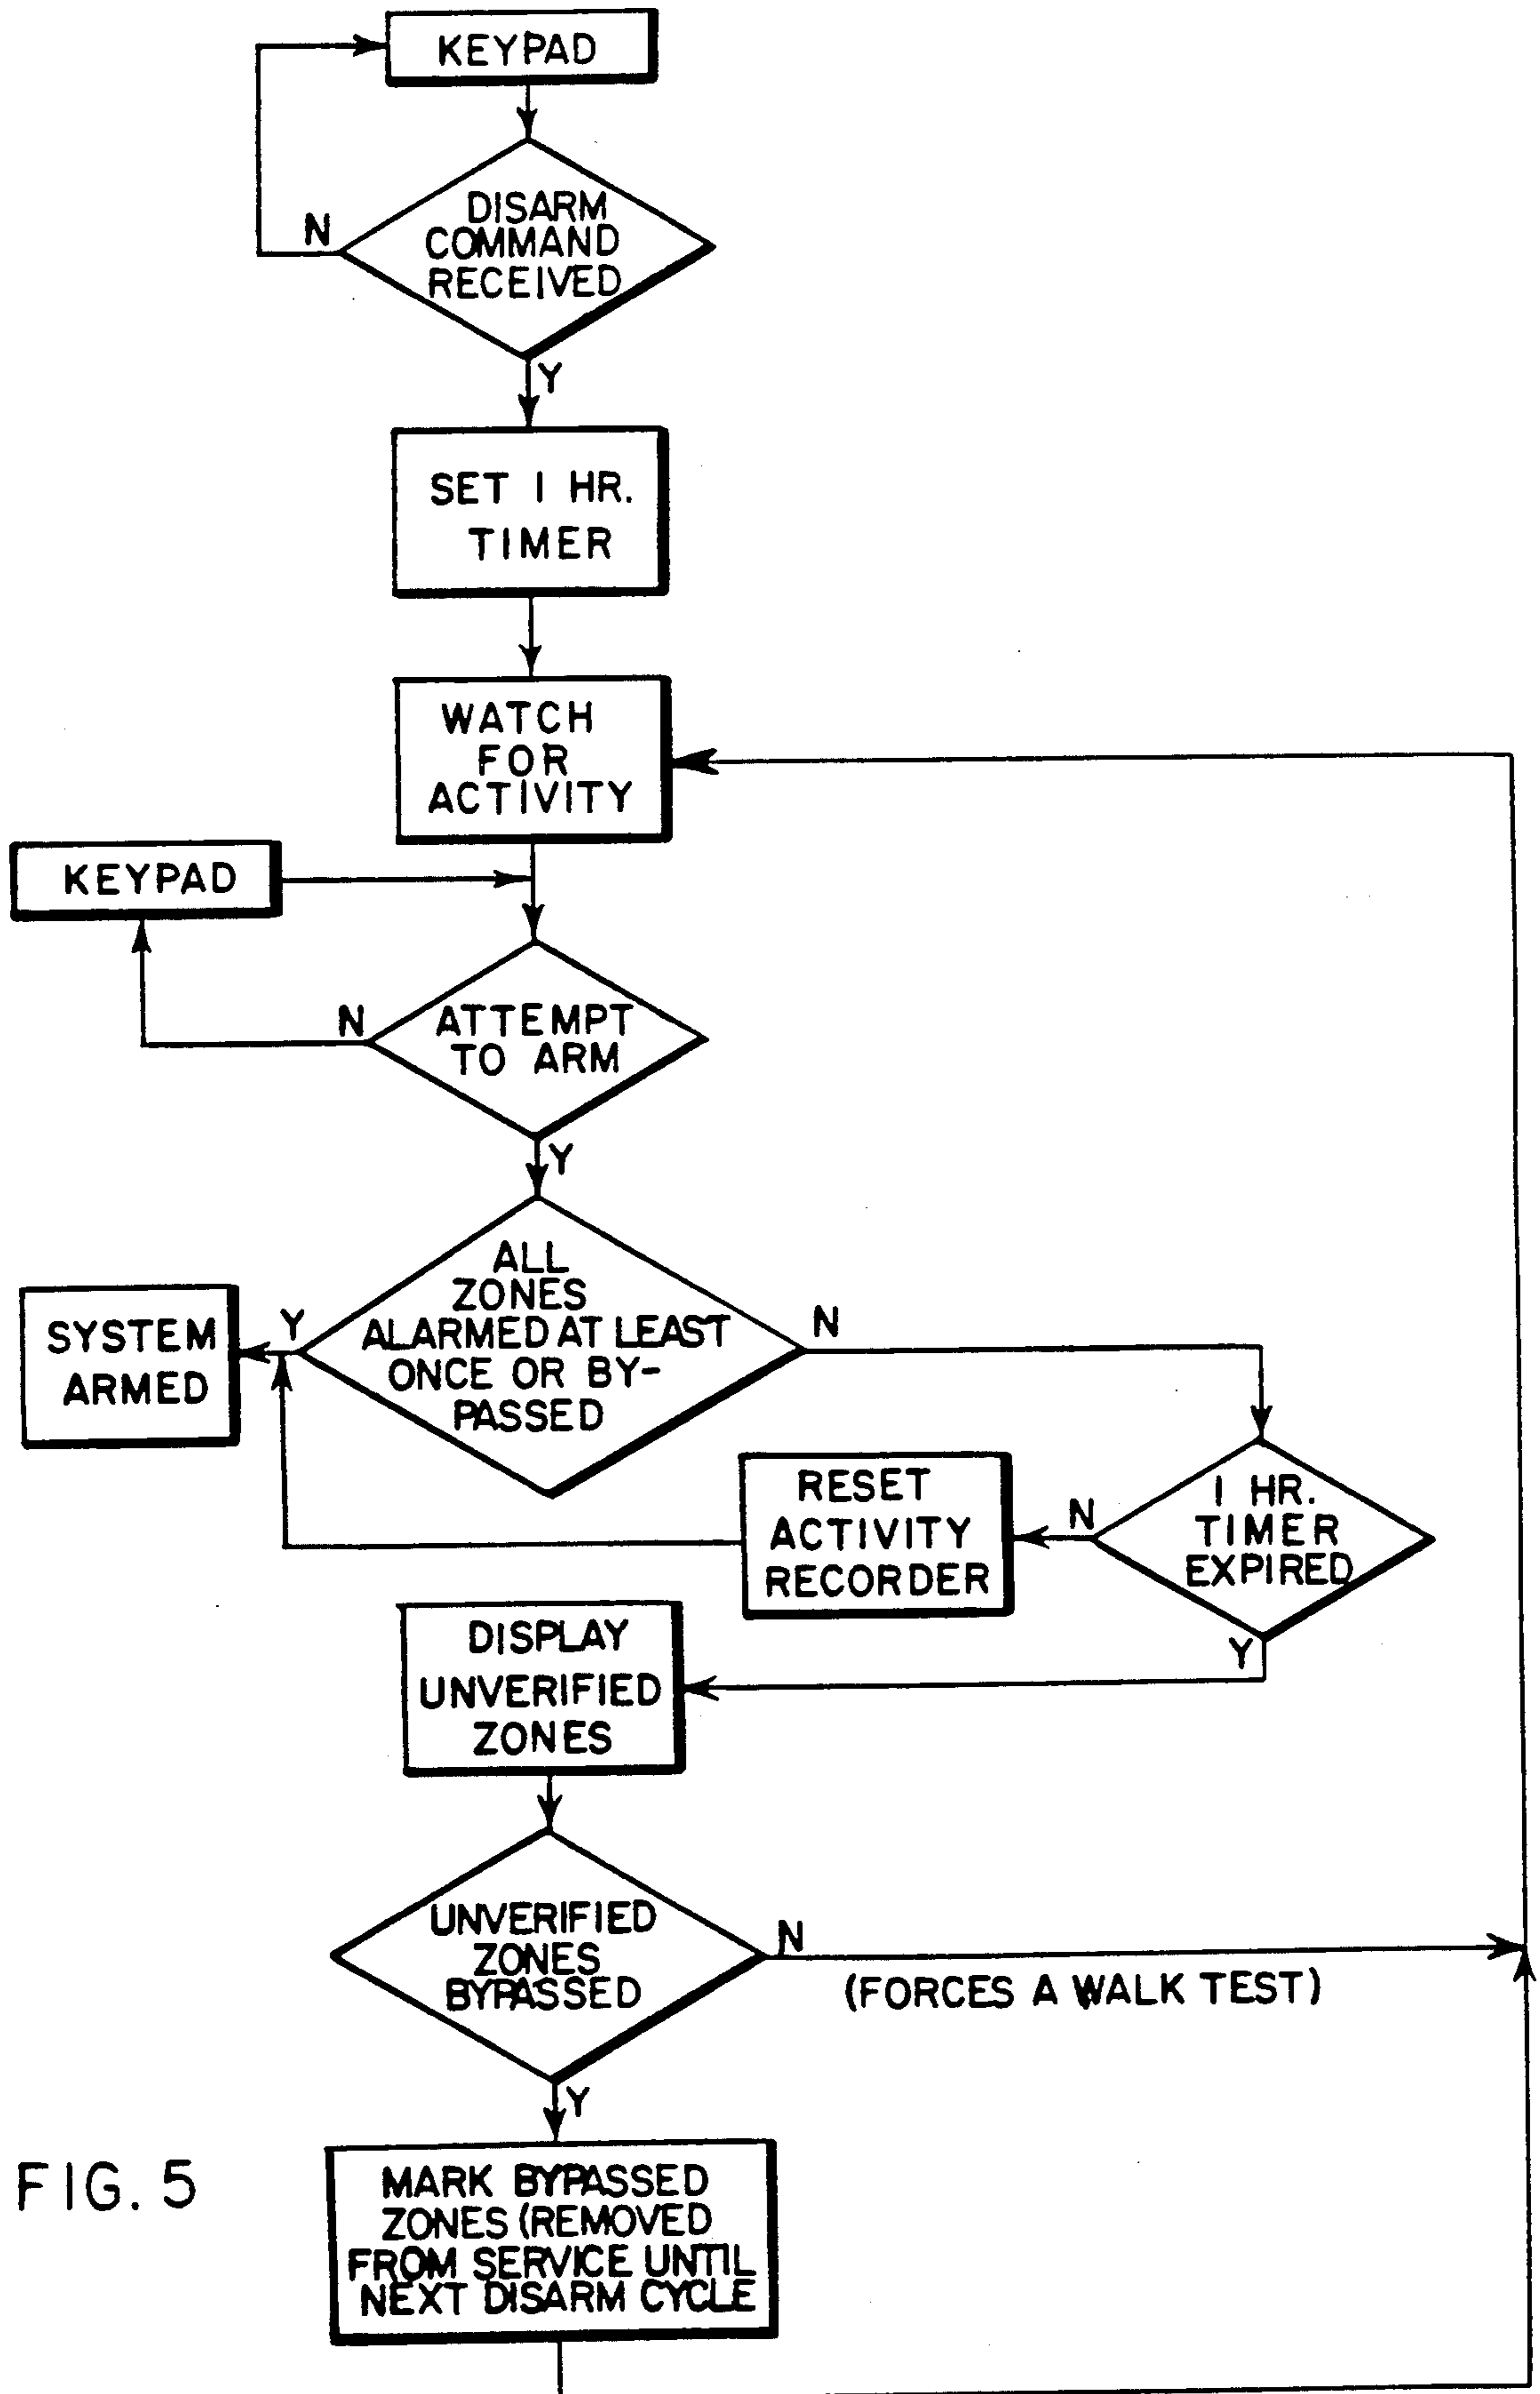 KEYPAD
DISARM
COMMAND
RECEIVED
N
Y
SET 1 HR.
TIMER
WATCH
FOR
ACTIVITY
KEYPAD
N
ATTEMPT
TO ARM
Y
ALL
ZONES
ALARMED AT LEAST
ONCE OR BY-
PASSED
Y
N
SYSTEM
ARMED
1 HR.
TIMER
EXPIRED
N
Y
RESET
ACTIVITY
RECORDER
DISPLAY
UNVERIFIED
ZONES
UNVERIFIED
ZONES
BYPASSED
N
(FORCES A WALK TEST)
Y
MARK BYPASSED
ZONES (REMOVED
FROM SERVICE UNTIL
NEXT DISARM CYCLE
FIG. 5